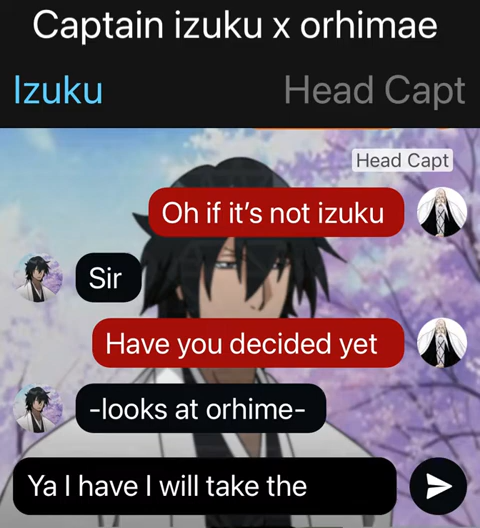 Captain izuku x orhimae
Izuku
Head Capt
Head Capt
Oh if it’s not izuku
Sir
Have you decided yet
-looks at orhime-
Ya I have I will take the